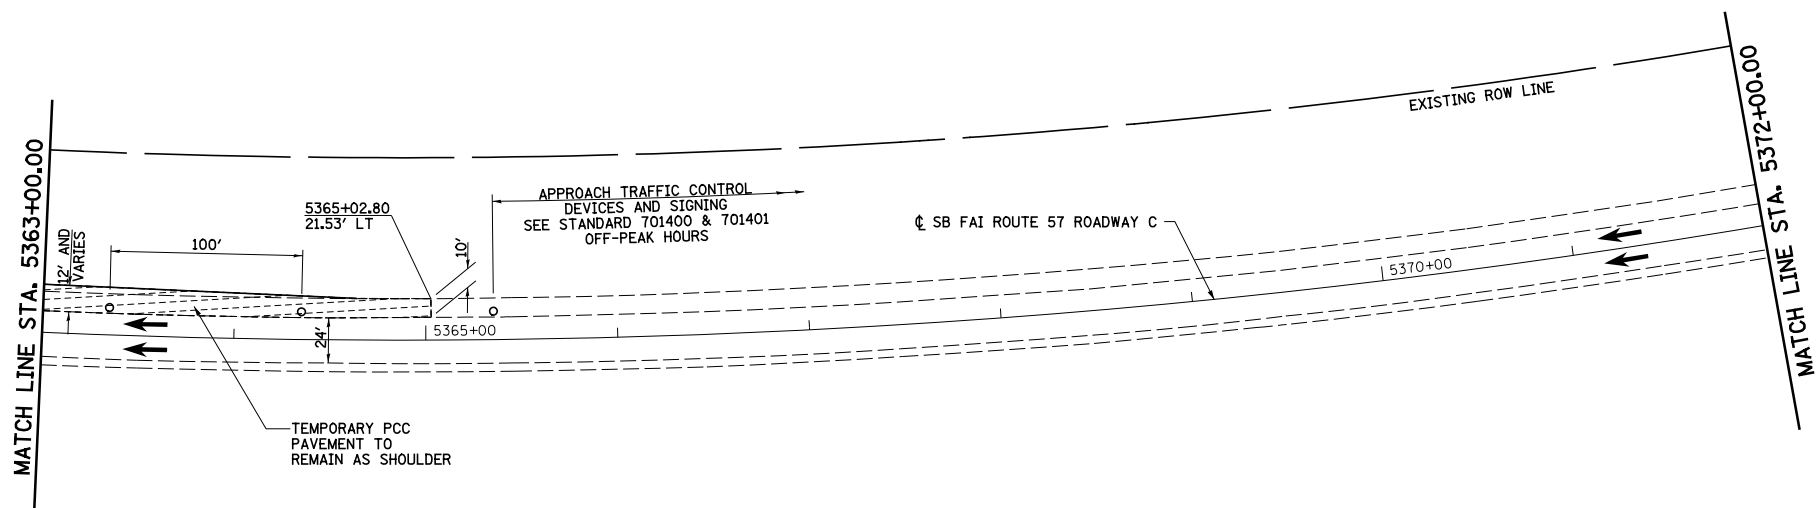 MATCH LINE STA. 5363+00.00
12' AND
VARIES
100'
5365+02.80
21.53' LT
10'
APPROACH TRAFFIC CONTROL
DEVICES AND SIGNING
SEE STANDARD 701400 & 701401
OFF-PEAK HOURS
℄ SB FAI ROUTE 57 ROADWAY C
EXISTING ROW LINE
5365+00
24'
5370+00
TEMPORARY PCC
PAVEMENT TO
REMAIN AS SHOULDER
MATCH LINE STA. 5372+00.00